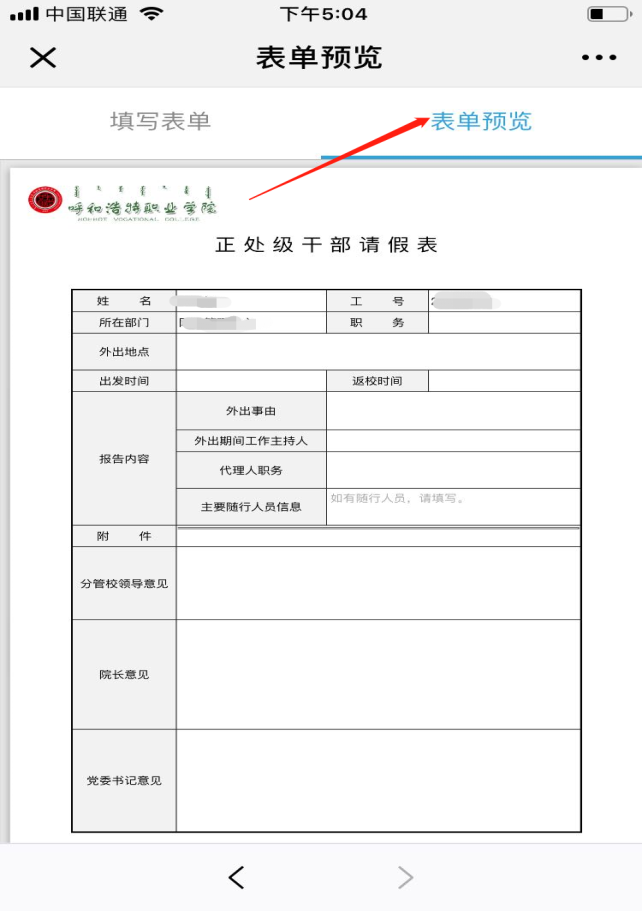 中国联通 下午5:04
表单预览
填写表单 表单预览
呼和浩特职业学院
HOHHOT VOCATIONAL COLLEGE
正处级干部请假表
姓 名 工 号
所在部门 职 务
外出地点
出发时间 返校时间
报告内容
外出事由
外出期间工作主持人
代理人职务
主要随行人员信息 如有随行人员，请填写。
附 件
分管校领导意见
院长意见
党委书记意见